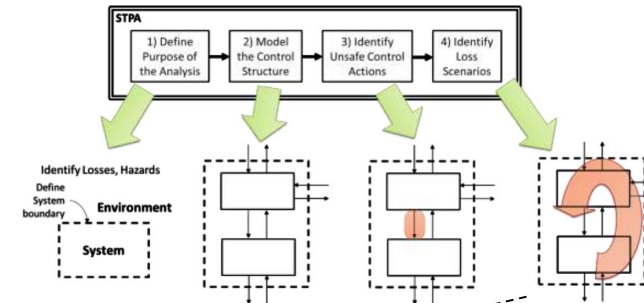 STPA
1) Define
Purpose of
the Analysis
2) Model
the Control
Structure
3) Identify
Unsafe Control
Actions
4) Identify
Loss
Scenarios
Identify Losses, Hazards
Define
System
boundary
Environment
System